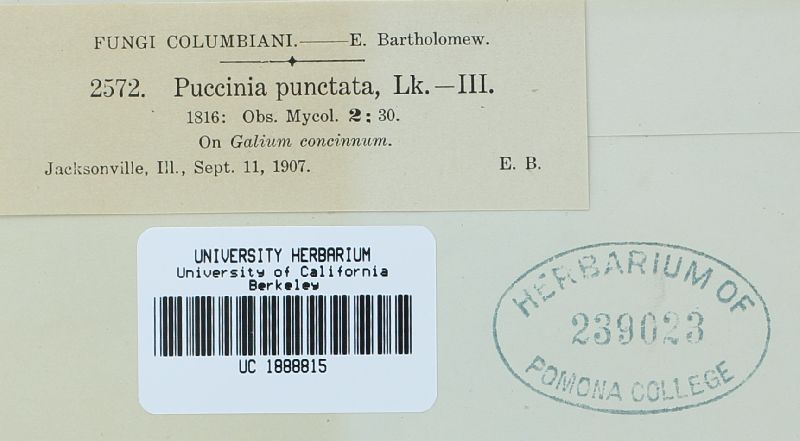 FUNGI COLUMBIANI.——E. Bartholomew.
2572. Puccinia punctata, Lk.—III.
1816: Obs. Mycol. 2: 30.
On Galium concinnum.
Jacksonville, Ill., Sept. 11, 1907. E. B.
UNIVERSITY HERBARIUM
University of California
Berkeley
UC 1888815
HERBARIUM OF
239023
POMONA COLLEGE